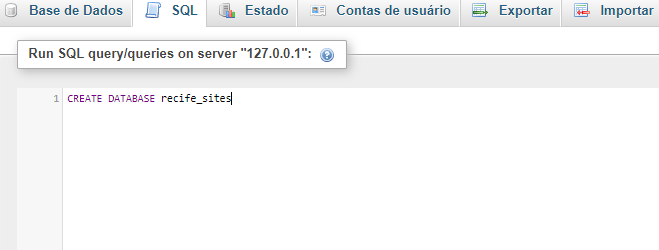 Base de Dados SQL Estado Contas de usuário Exportar Importar
Run SQL query/queries on server "127.0.0.1":
1 CREATE DATABASE recife_sites